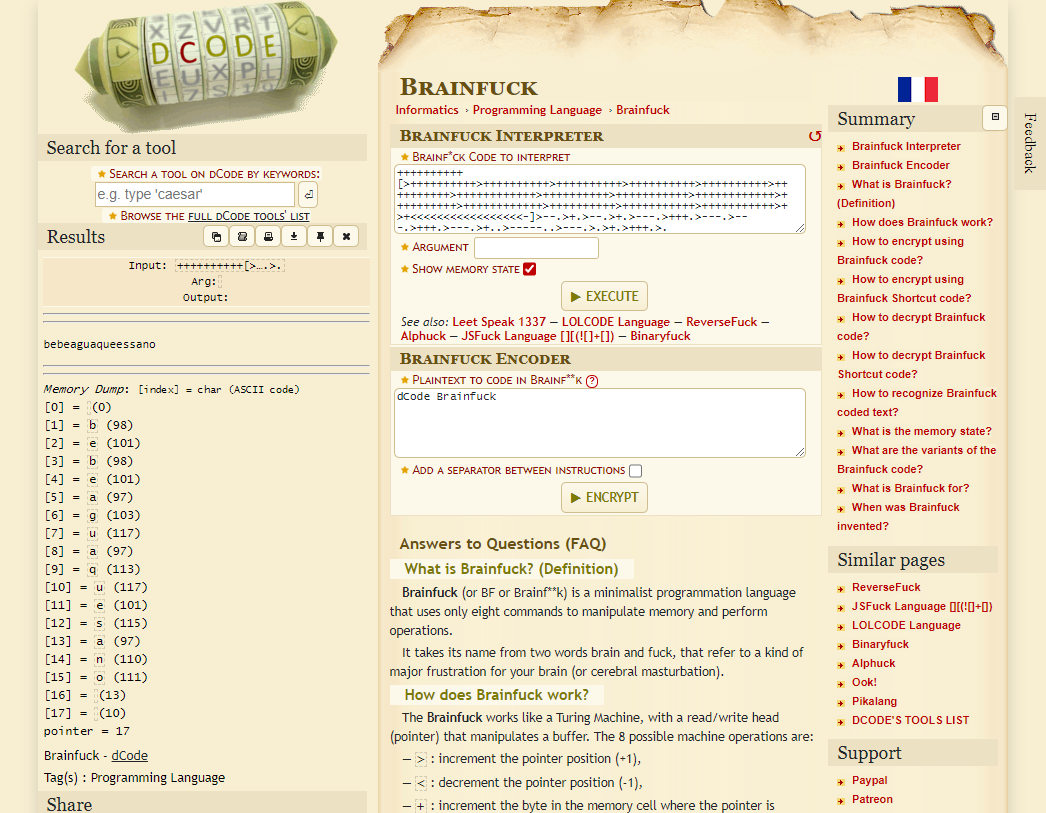 DCODE
Search for a tool
★ SEARCH A TOOL ON DCODE BY KEYWORDS:
e.g. type 'caesar'
★ BROWSE THE FULL DCODE TOOLS' LIST
Results
Input: ++++++++++[>….>.
Arg:
Output:
bebeaguaqueessano
Memory Dump: [index] = char (ASCII code)
[0] = (0)
[1] = b (98)
[2] = e (101)
[3] = b (98)
[4] = e (101)
[5] = a (97)
[6] = g (103)
[7] = u (117)
[8] = a (97)
[9] = q (113)
[10] = u (117)
[11] = e (101)
[12] = s (115)
[13] = a (97)
[14] = n (110)
[15] = o (111)
[16] = (13)
[17] = (10)
pointer = 17
Brainfuck - dCode
Tag(s) : Programming Language
Share
BRAINFUCK
Informatics › Programming Language › Brainfuck
BRAINFUCK INTERPRETER
★ BRAINF*CK CODE TO INTERPRET
++++++++++
[>++++++++++>++++++++++>++++++++++>++++++++++>++++++++++>++
>+<<<<<<<<<<<<<<<<<-]>--.>+.>--.>+.>---.>+++.>---.>--
-.>+++.>---.>+..>-----..>---.>.>+.>+++.>.
★ ARGUMENT
★ SHOW MEMORY STATE
▶ EXECUTE
See also: Leet Speak 1337 — LOLCODE Language — ReverseFuck —
Alphuck — JSFuck Language [][(![]+[]) — Binaryfuck
BRAINFUCK ENCODER
★ PLAINTEXT TO CODE IN BRAINF**K ?
dCode Brainfuck
★ ADD A SEPARATOR BETWEEN INSTRUCTIONS
▶ ENCRYPT
Answers to Questions (FAQ)
What is Brainfuck? (Definition)
Brainfuck (or BF or Brainf**k) is a minimalist programmation language
that uses only eight commands to manipulate memory and perform
operations.
It takes its name from two words brain and fuck, that refer to a kind of
major frustration for your brain (or cerebral masturbation).
How does Brainfuck work?
The Brainfuck works like a Turing Machine, with a read/write head
(pointer) that manipulates a buffer. The 8 possible machine operations are:
— > : increment the pointer position (+1),
— < : decrement the pointer position (-1),
— + : increment the byte in the memory cell where the pointer is
Summary
Brainfuck Interpreter
Brainfuck Encoder
What is Brainfuck?
(Definition)
How does Brainfuck work?
How to encrypt using
Brainfuck code?
How to encrypt using
Brainfuck Shortcut code?
How to decrypt Brainfuck
code?
How to decrypt Brainfuck
Shortcut code?
How to recognize Brainfuck
coded text?
What is the memory state?
What are the variants of the
Brainfuck code?
What is Brainfuck for?
When was Brainfuck
invented?
Similar pages
ReverseFuck
JSFuck Language [][(![]+[])
LOLCODE Language
Binaryfuck
Alphuck
Ook!
Pikalang
DCODE'S TOOLS LIST
Support
Paypal
Patreon
Feedback